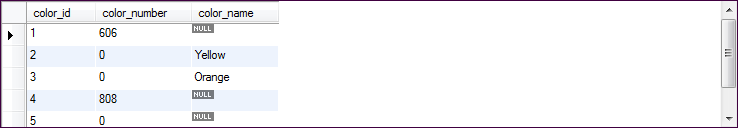 color_id color_number color_name
1 606 NULL
2 0 Yellow
3 0 Orange
4 808 NULL
5 0 NULL